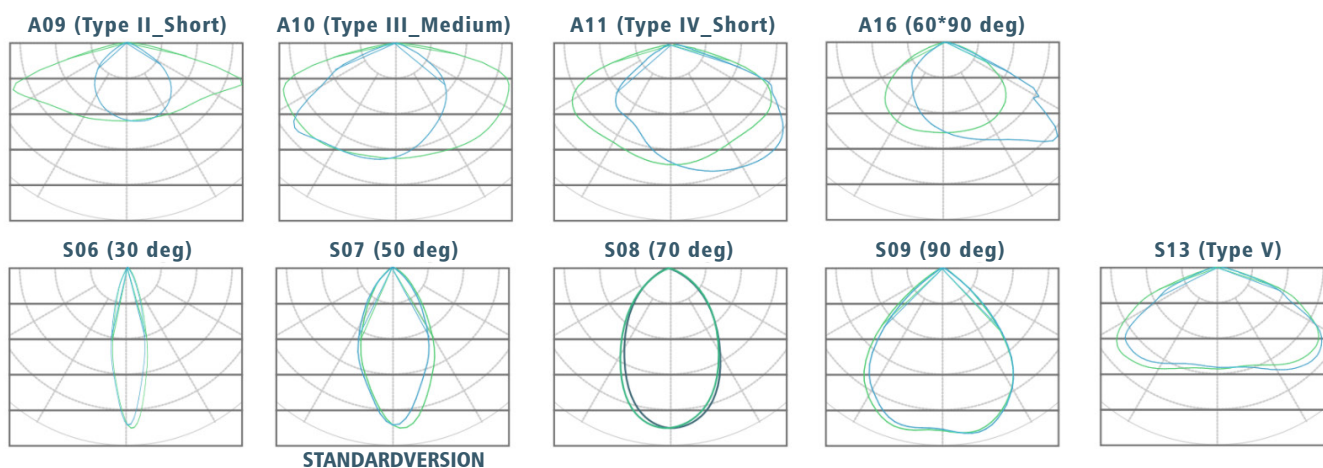 A09 (Type II_Short)
A10 (Type III_Medium)
A11 (Type IV_Short)
A16 (60*90 deg)
S06 (30 deg)
S07 (50 deg)
S08 (70 deg)
S09 (90 deg)
S13 (Type V)
STANDARDVERSION